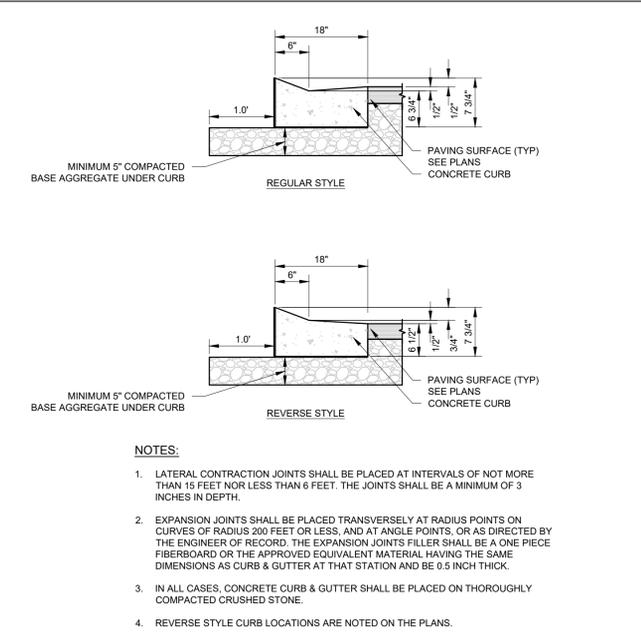 18"
6"
1.0'
6 3/4"
1/2"
1/2"
7 3/4"
MINIMUM 5" COMPACTED
BASE AGGREGATE UNDER CURB
PAVING SURFACE (TYP)
SEE PLANS
CONCRETE CURB
REGULAR STYLE
18"
6"
1.0'
6 1/2"
1/2"
3/4"
7 3/4"
MINIMUM 5" COMPACTED
BASE AGGREGATE UNDER CURB
PAVING SURFACE (TYP)
SEE PLANS
CONCRETE CURB
REVERSE STYLE
NOTES:
1. LATERAL CONTRACTION JOINTS SHALL BE PLACED AT INTERVALS OF NOT MORE
THAN 15 FEET NOR LESS THAN 6 FEET. THE JOINTS SHALL BE A MINIMUM OF 3
INCHES IN DEPTH.
2. EXPANSION JOINTS SHALL BE PLACED TRANSVERSELY AT RADIUS POINTS ON
CURVES OF RADIUS 200 FEET OR LESS, AND AT ANGLE POINTS, OR AS DIRECTED BY
THE ENGINEER OF RECORD. THE EXPANSION JOINTS FILLER SHALL BE A ONE PIECE
FIBERBOARD OR THE APPROVED EQUIVALENT MATERIAL HAVING THE SAME
DIMENSIONS AS CURB & GUTTER AT THAT STATION AND BE 0.5 INCH THICK.
3. IN ALL CASES, CONCRETE CURB & GUTTER SHALL BE PLACED ON THOROUGHLY
COMPACTED CRUSHED STONE.
4. REVERSE STYLE CURB LOCATIONS ARE NOTED ON THE PLANS.